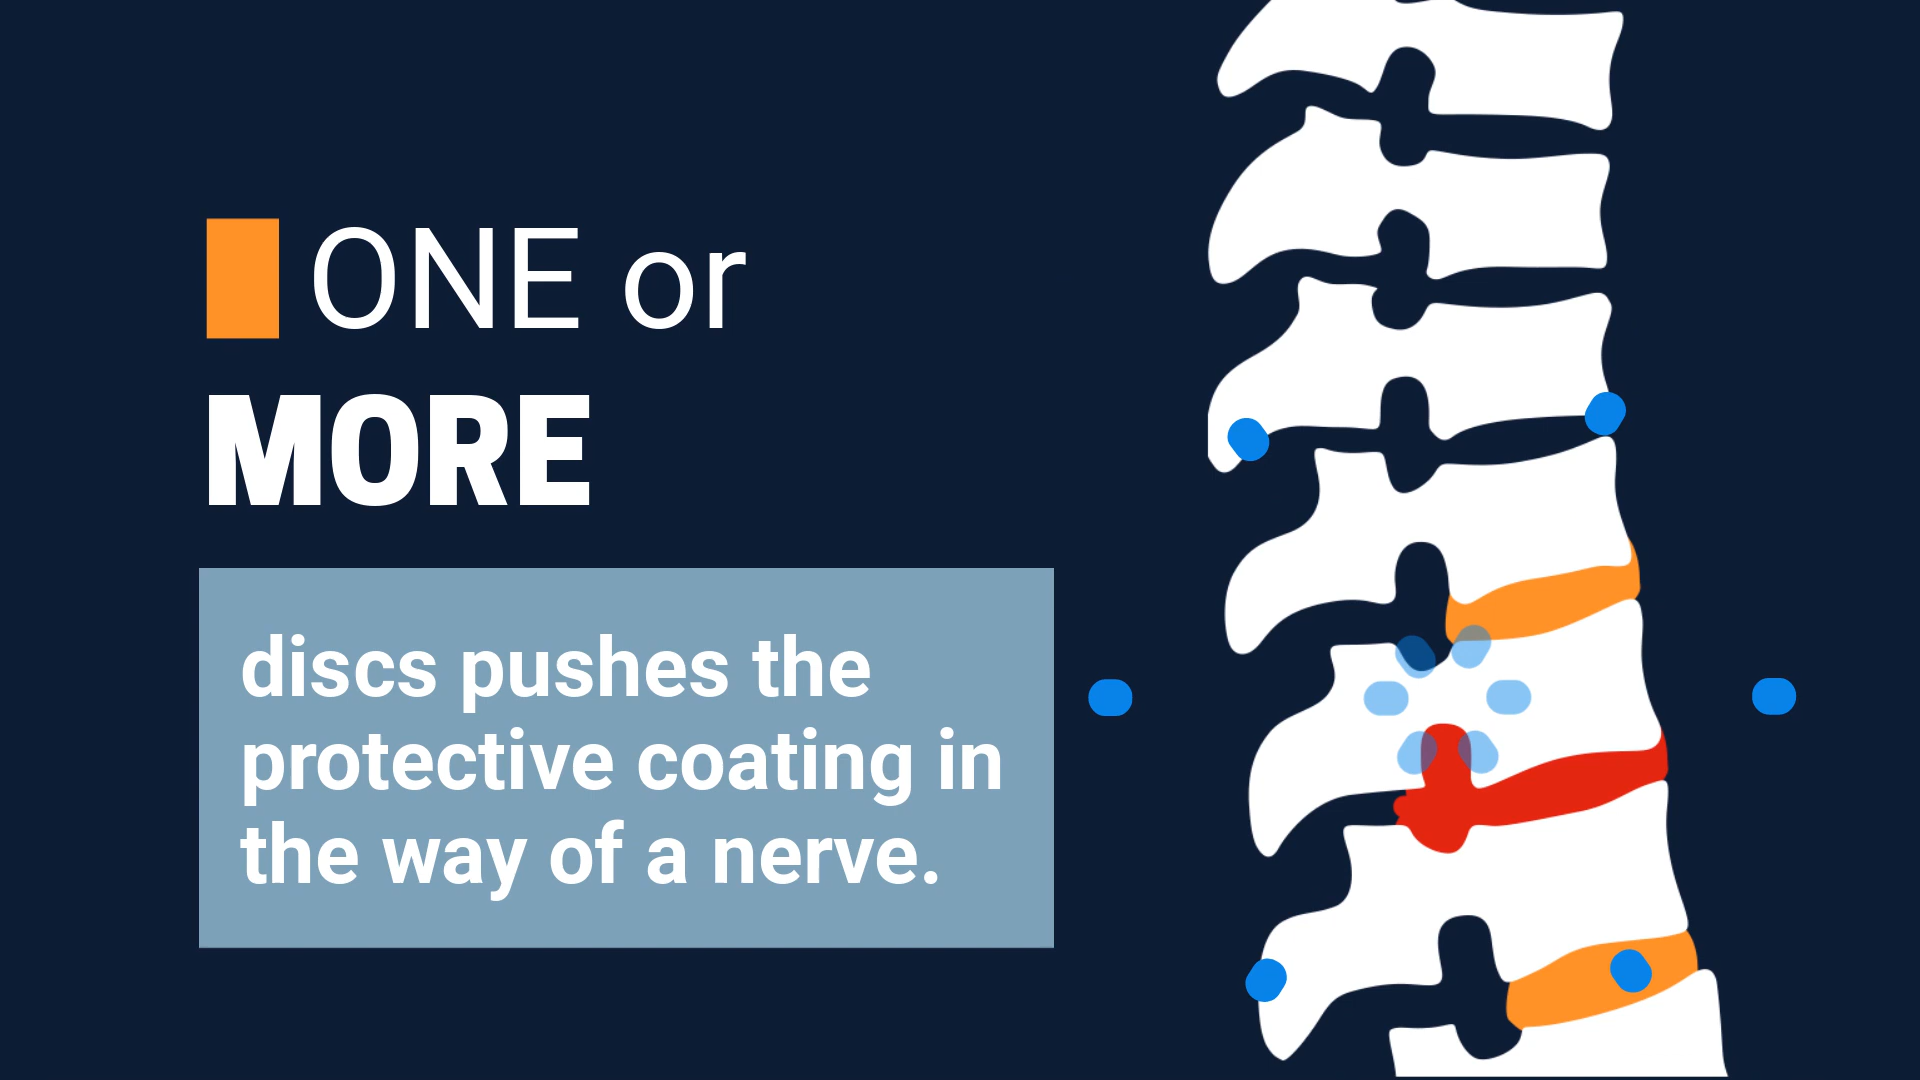 ONE or
MORE
discs pushes the
protective coating in
the way of a nerve.